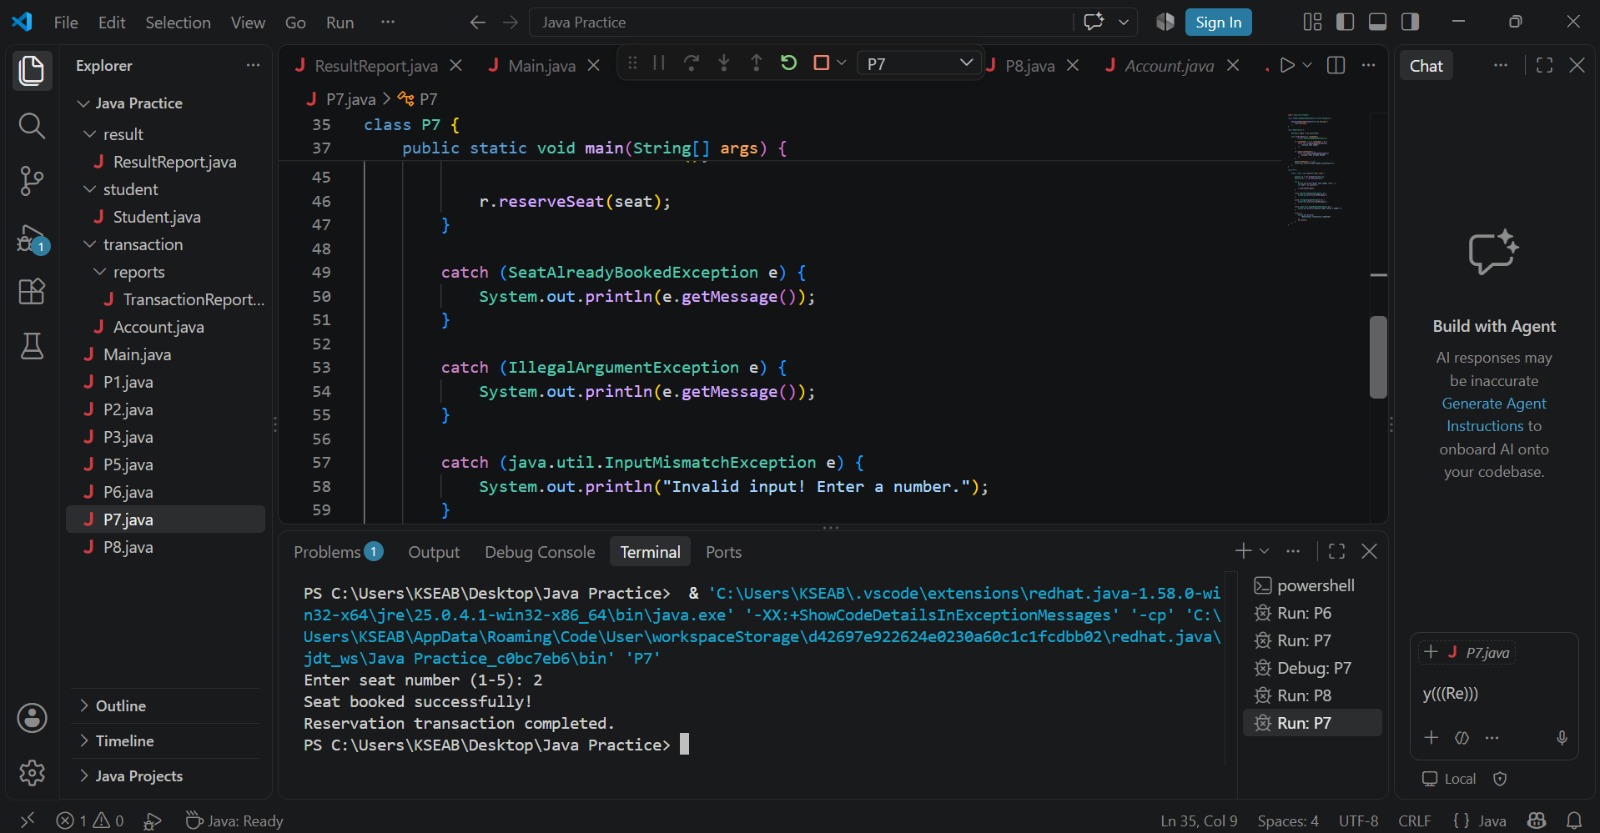 File Edit Selection View Go Run ··· Java Practice Sign In
Explorer ···
Java Practice
result
J ResultReport.java
student
J Student.java
transaction
reports
J TransactionReport...
J Account.java
J Main.java
J P1.java
J P2.java
J P3.java
J P5.java
J P6.java
J P7.java
J P8.java
Outline
Timeline
Java Projects
J ResultReport.java J Main.java P7 J P8.java J Account.java ···
J P7.java > P7
35 class P7 {
37 public static void main(String[] args) {
45
46 r.reserveSeat(seat);
47 }
48
49 catch (SeatAlreadyBookedException e) {
50 System.out.println(e.getMessage());
51 }
52
53 catch (IllegalArgumentException e) {
54 System.out.println(e.getMessage());
55 }
56
57 catch (java.util.InputMismatchException e) {
58 System.out.println("Invalid input! Enter a number.");
59 }
Problems 1 Output Debug Console Terminal Ports
PS C:\Users\KSEAB\Desktop\Java Practice> & 'C:\Users\KSEAB\.vscode\extensions\redhat.java-1.58.0-wi
n32-x64\jre\25.0.4.1-win32-x86_64\bin\java.exe' '-XX:+ShowCodeDetailsInExceptionMessages' '-cp' 'C:\
Users\KSEAB\AppData\Roaming\Code\User\workspaceStorage\d42697e922624e0230a60c1c1fcdbb02\redhat.java\
jdt_ws\Java Practice_c0bc7eb6\bin' 'P7'
Enter seat number (1-5): 2
Seat booked successfully!
Reservation transaction completed.
PS C:\Users\KSEAB\Desktop\Java Practice>
powershell
Run: P6
Run: P7
Debug: P7
Run: P8
Run: P7
Chat ···
Build with Agent
AI responses may
be inaccurate
Generate Agent
Instructions to
onboard AI onto
your codebase.
J P7.java
y(((Re)))
Local
1
1 0 Java: Ready Ln 35, Col 9 Spaces: 4 UTF-8 CRLF {} Java